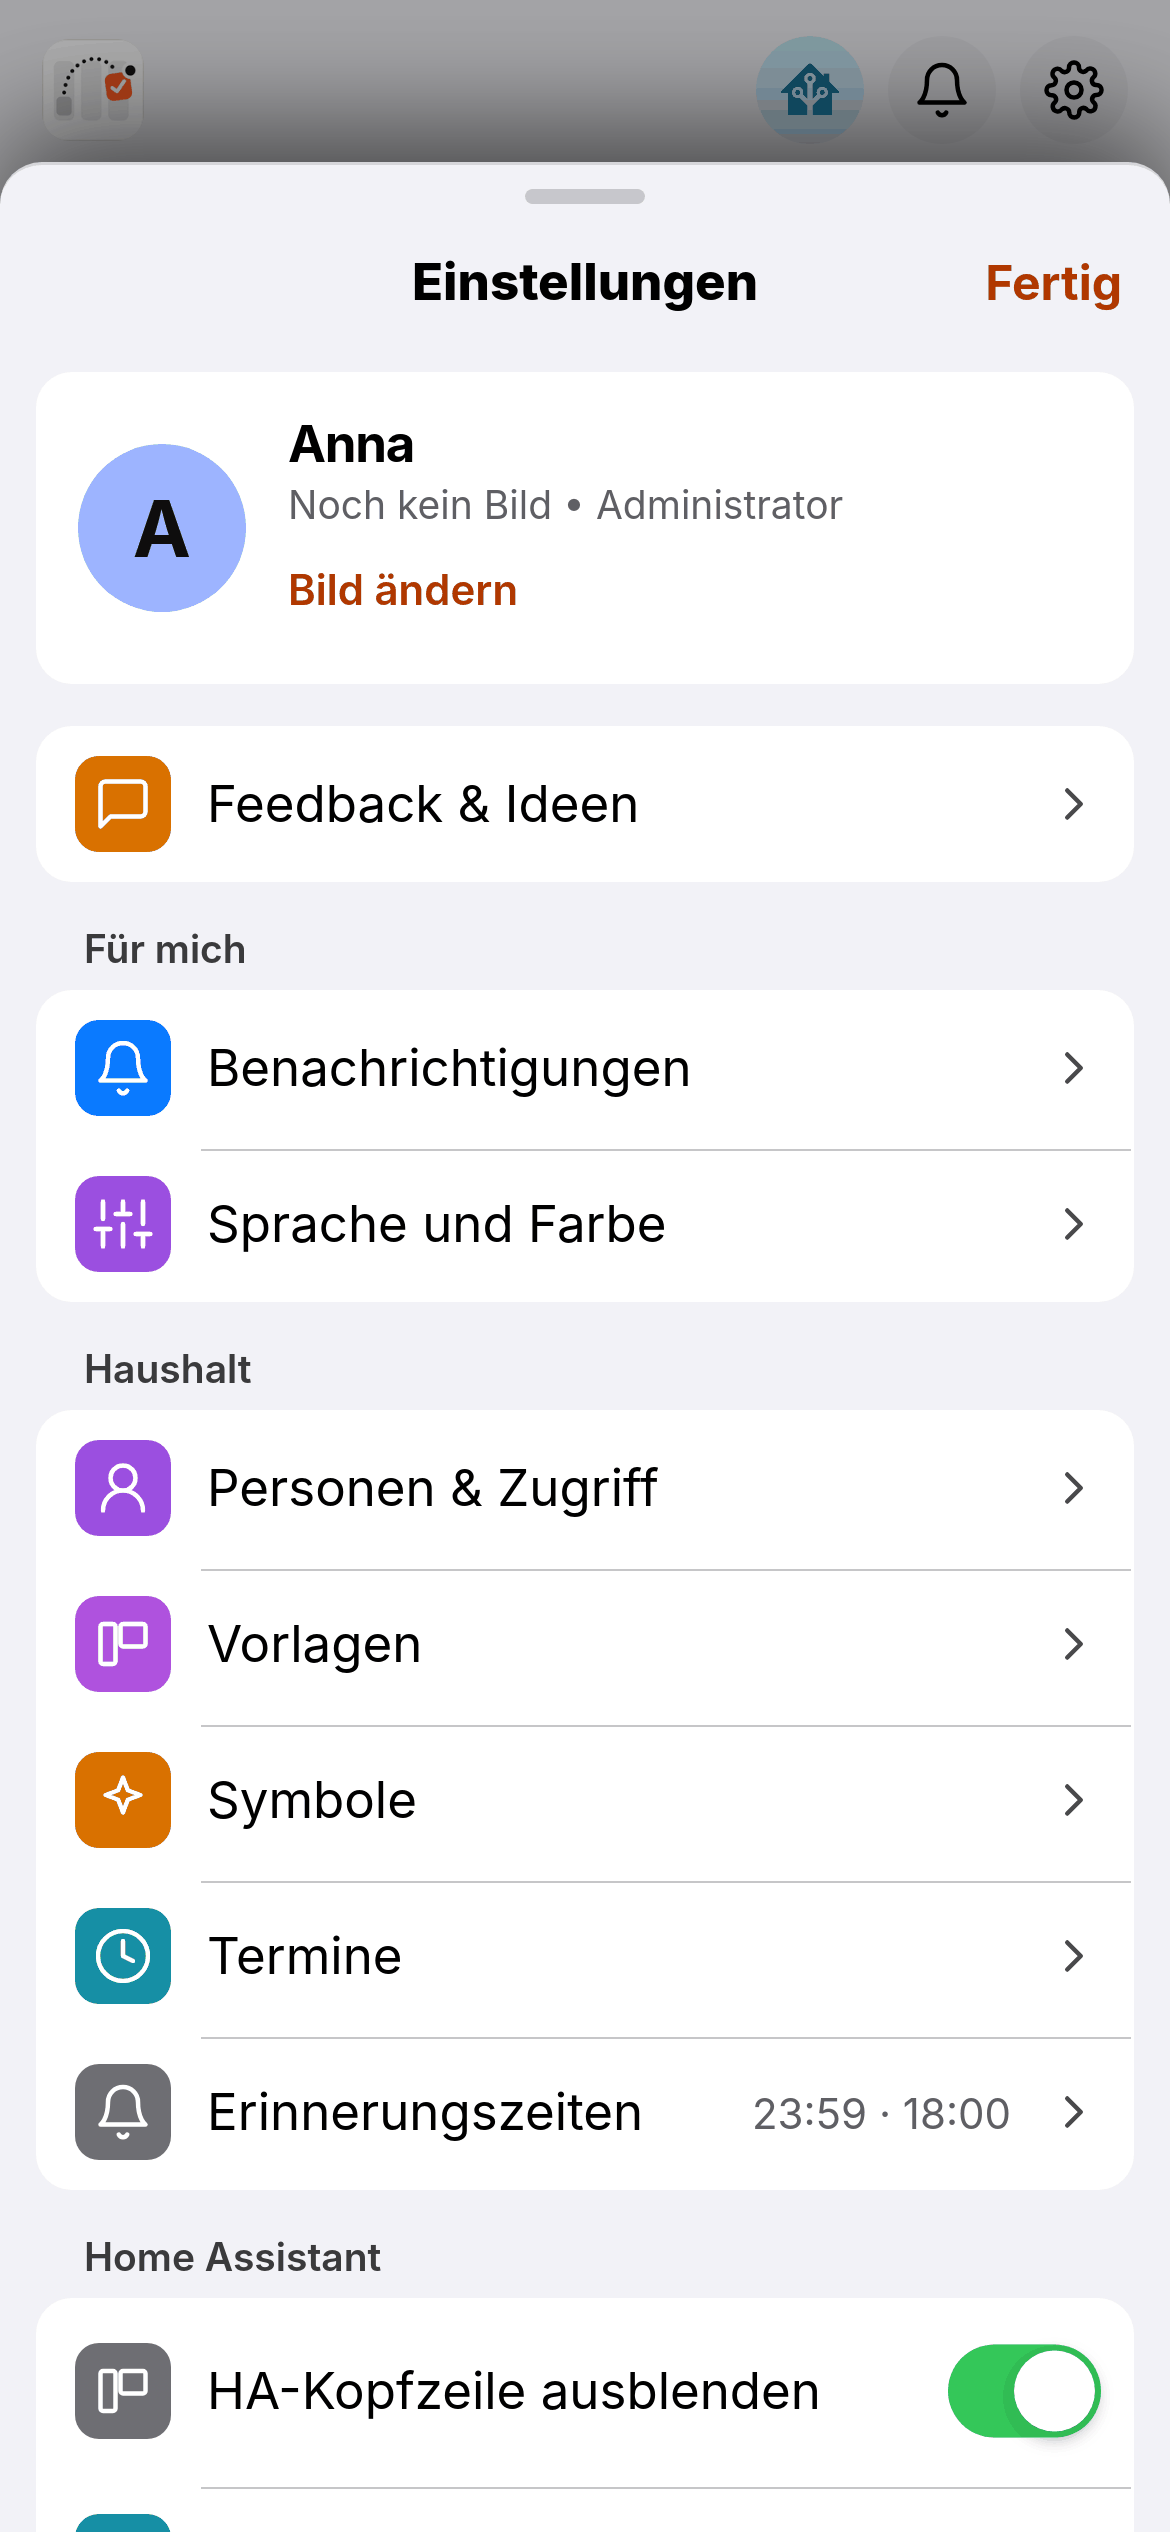 Einstellungen
Fertig
A
Anna
Noch kein Bild • Administrator
Bild ändern
Feedback & Ideen
Für mich
Benachrichtigungen
Sprache und Farbe
Haushalt
Personen & Zugriff
Vorlagen
Symbole
Termine
Erinnerungszeiten 23:59 · 18:00
Home Assistant
HA-Kopfzeile ausblenden